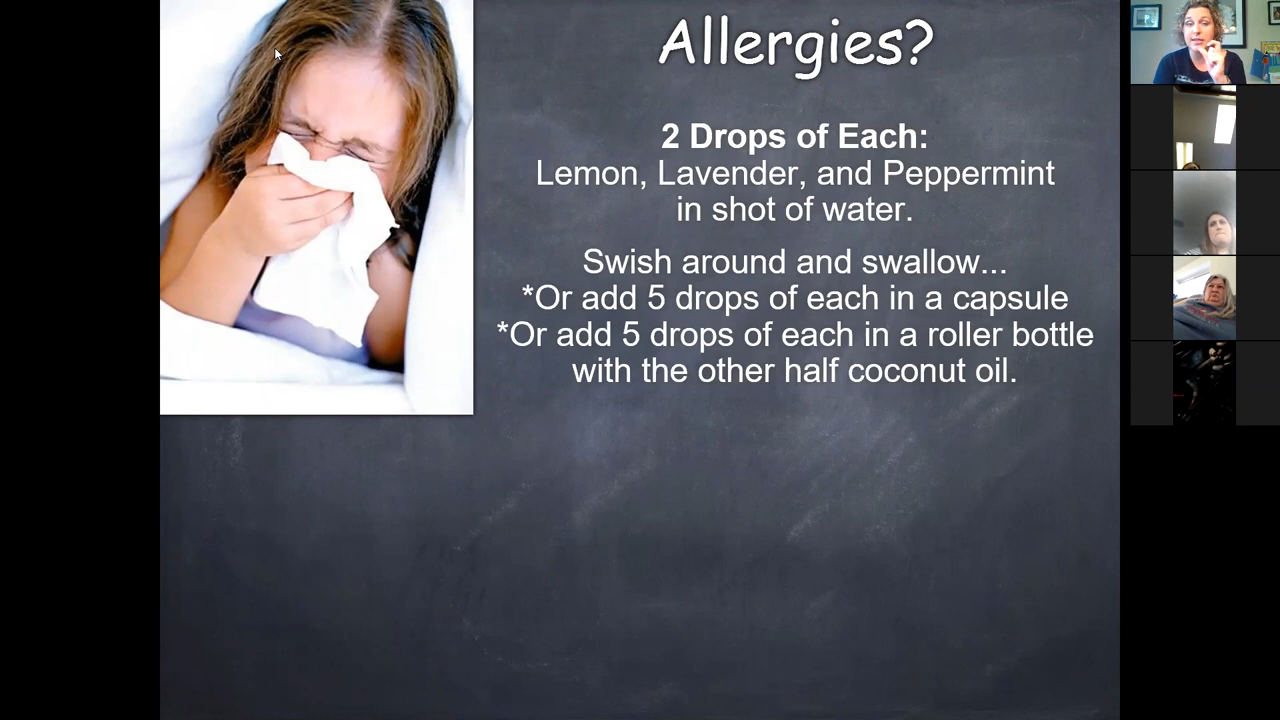 Allergies?
2 Drops of Each:
Lemon, Lavender, and Peppermint
in shot of water.
Swish around and swallow...
*Or add 5 drops of each in a capsule
*Or add 5 drops of each in a roller bottle
with the other half coconut oil.